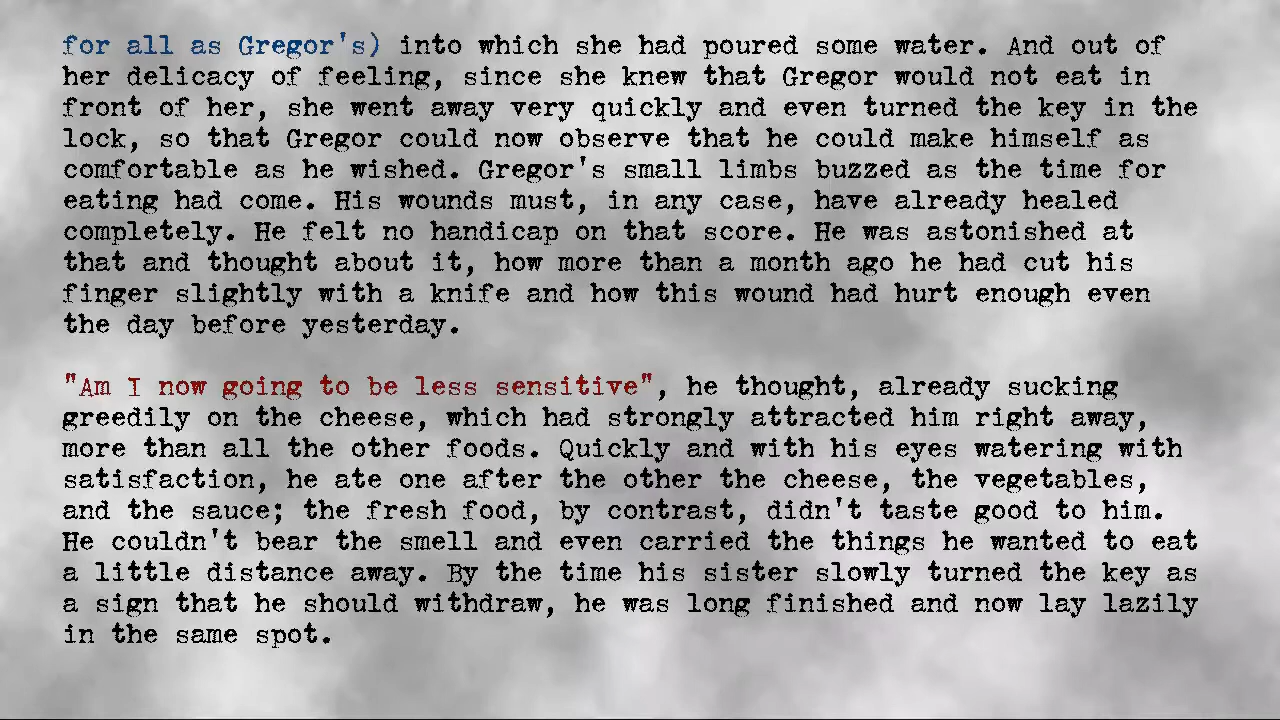 for all as Gregor's) into which she had poured some water. And out of
her delicacy of feeling, since she knew that Gregor would not eat in
front of her, she went away very quickly and even turned the key in the
lock, so that Gregor could now observe that he could make himself as
comfortable as he wished. Gregor's small limbs buzzed as the time for
eating had come. His wounds must, in any case, have already healed
completely. He felt no handicap on that score. He was astonished at
that and thought about it, how more than a month ago he had cut his
finger slightly with a knife and how this wound had hurt enough even
the day before yesterday.
"Am I now going to be less sensitive", he thought, already sucking
greedily on the cheese, which had strongly attracted him right away,
more than all the other foods. Quickly and with his eyes watering with
satisfaction, he ate one after the other the cheese, the vegetables,
and the sauce; the fresh food, by contrast, didn't taste good to him.
He couldn't bear the smell and even carried the things he wanted to eat
a little distance away. By the time his sister slowly turned the key as
a sign that he should withdraw, he was long finished and now lay lazily
in the same spot.